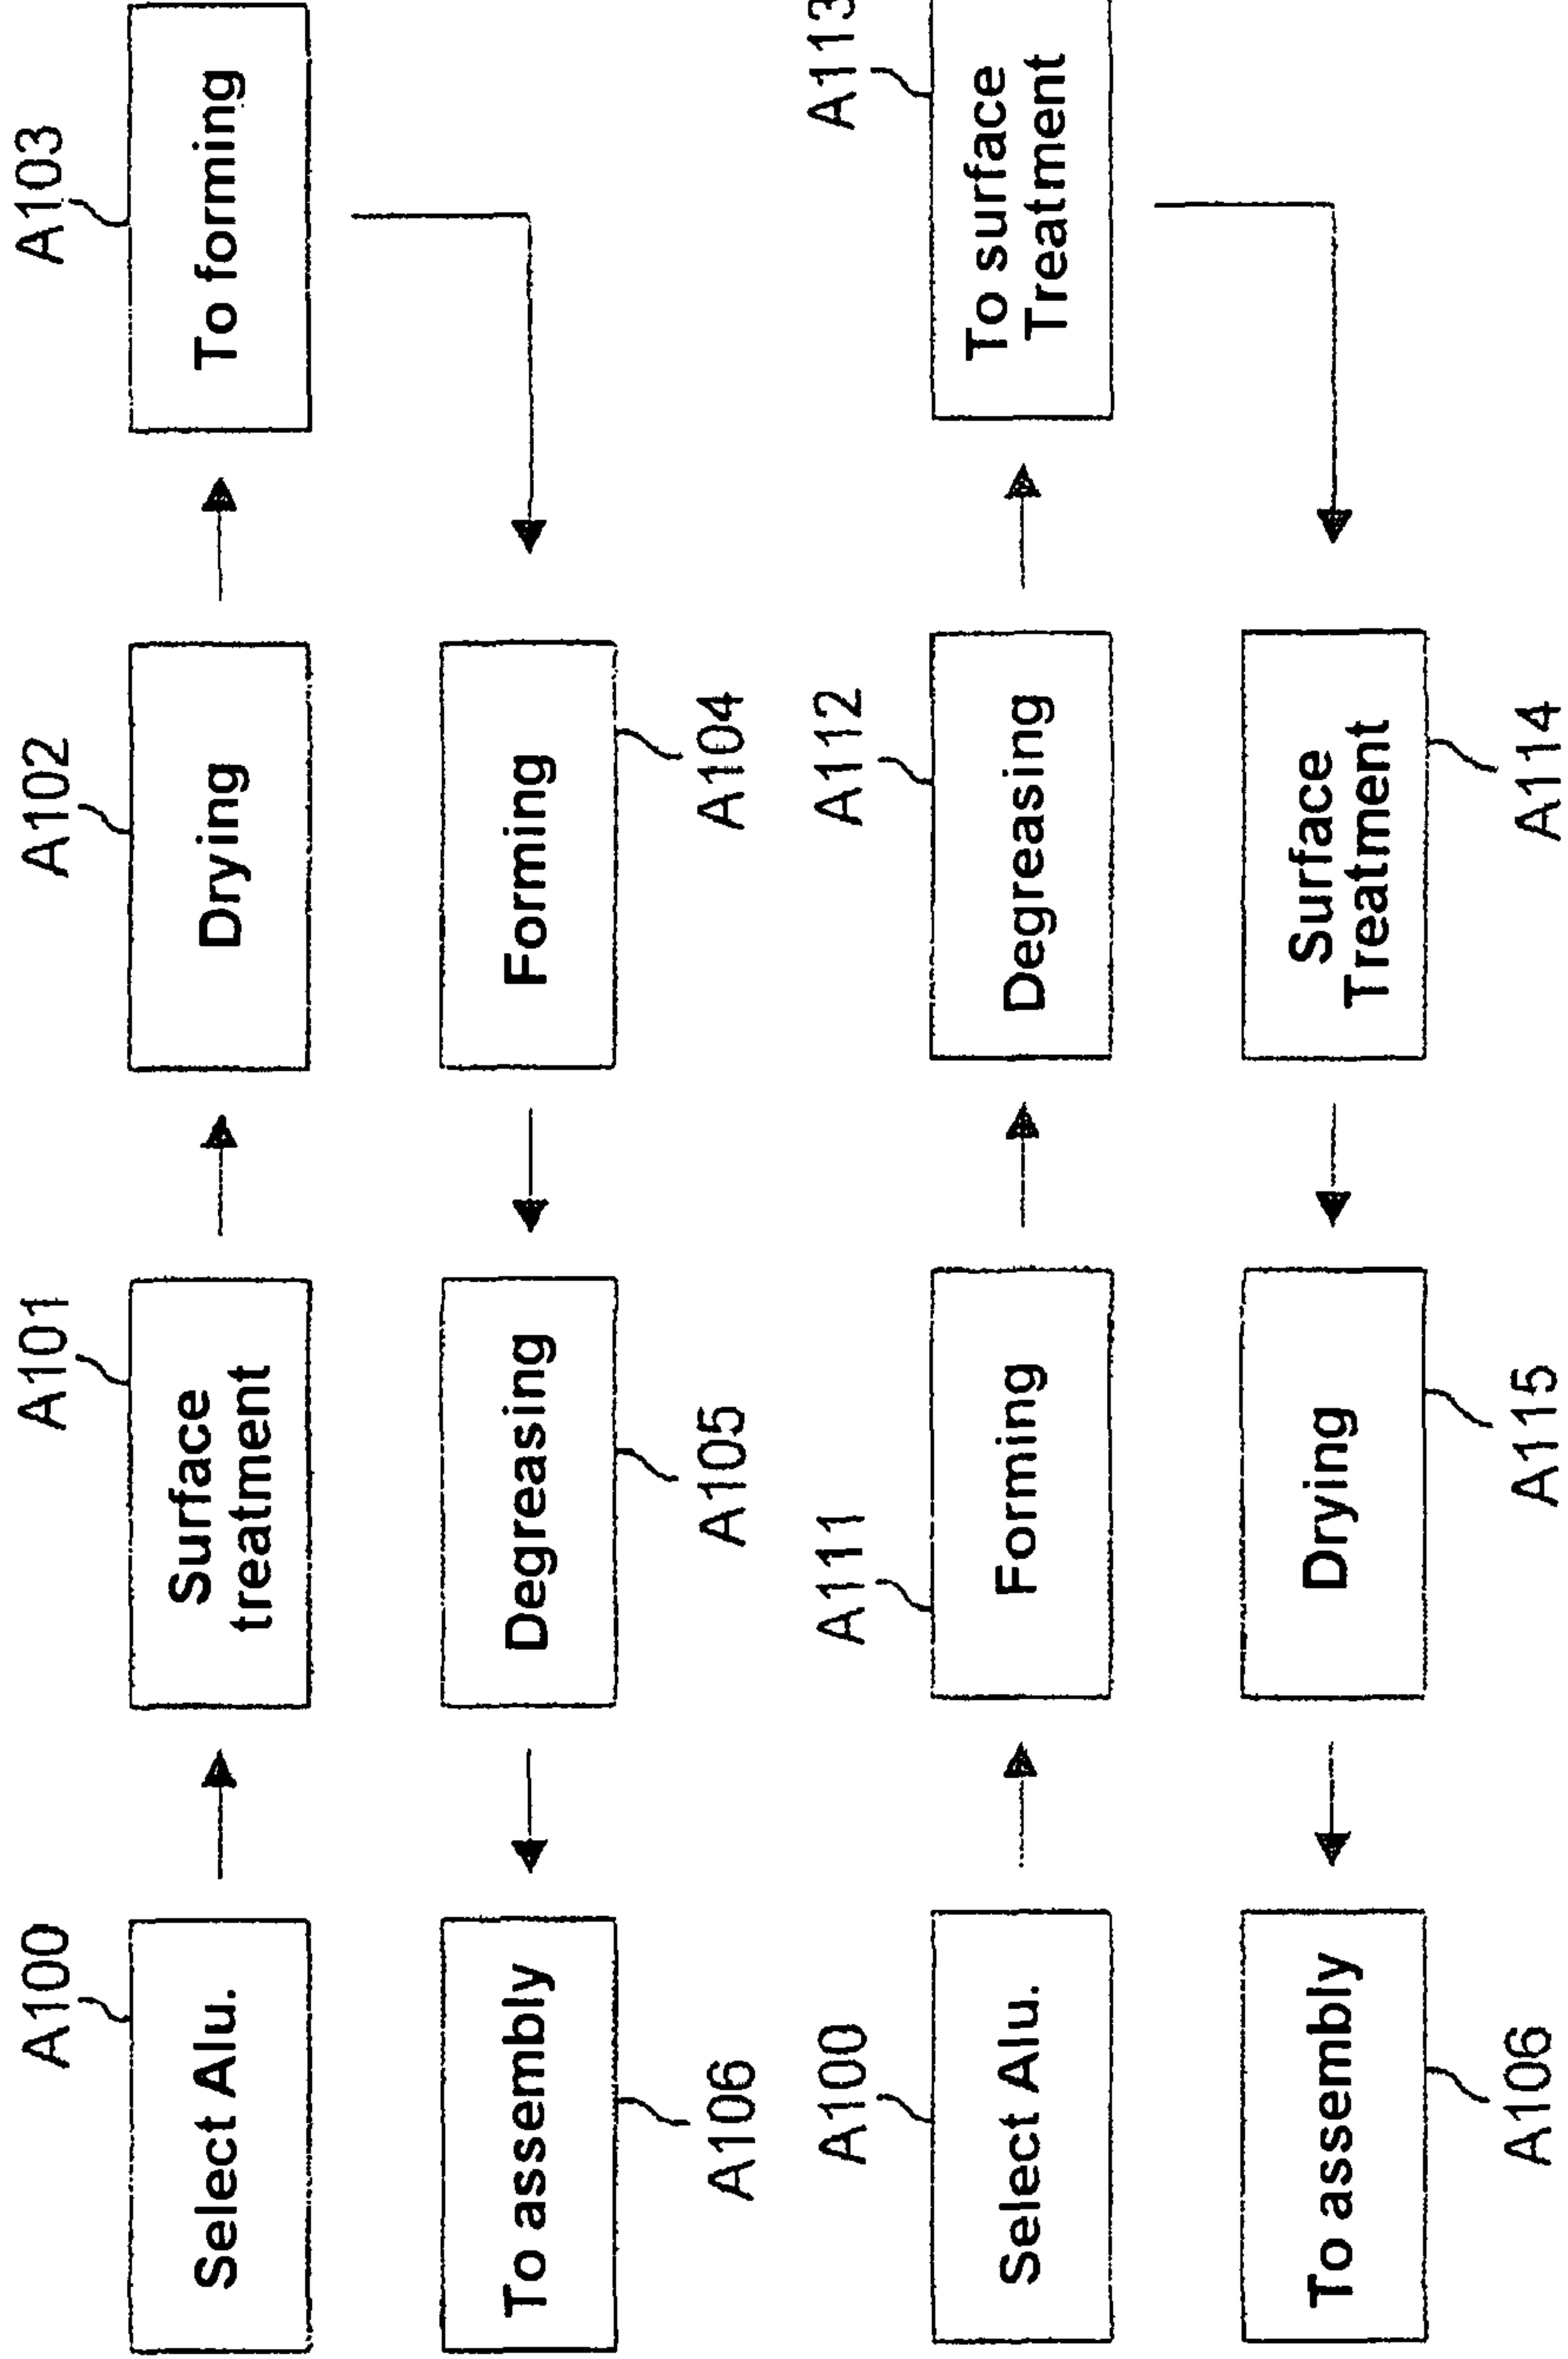 A100
Select Alu.
A101
Surface
treatment
A102
Drying
A103
To forming
Forming
A104
Degreasing
A105
To assembly
A106
A100
Select Alu.
A111
Forming
A112
Degreasing
A113
To surface
Treatment
Surface
Treatment
A114
Drying
A115
To assembly
A106